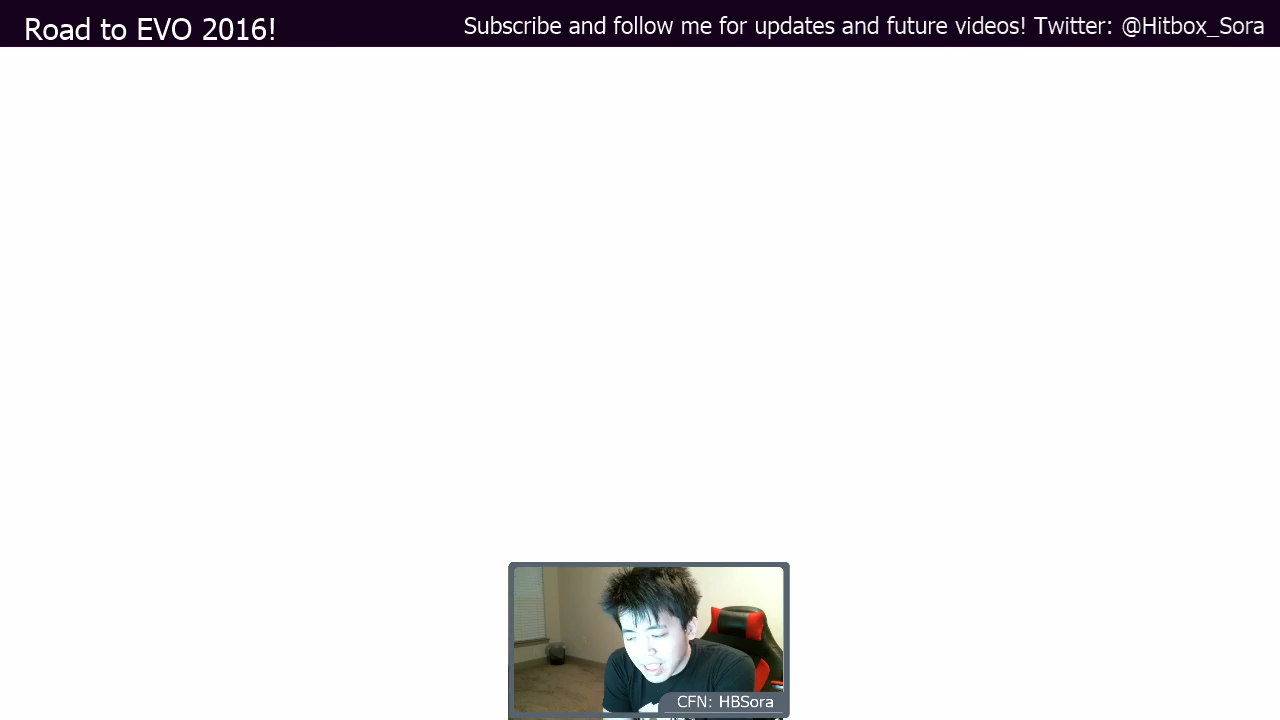 Road to EVO 2016!
Subscribe and follow me for updates and future videos! Twitter: @Hitbox_Sora
CFN: HBSora